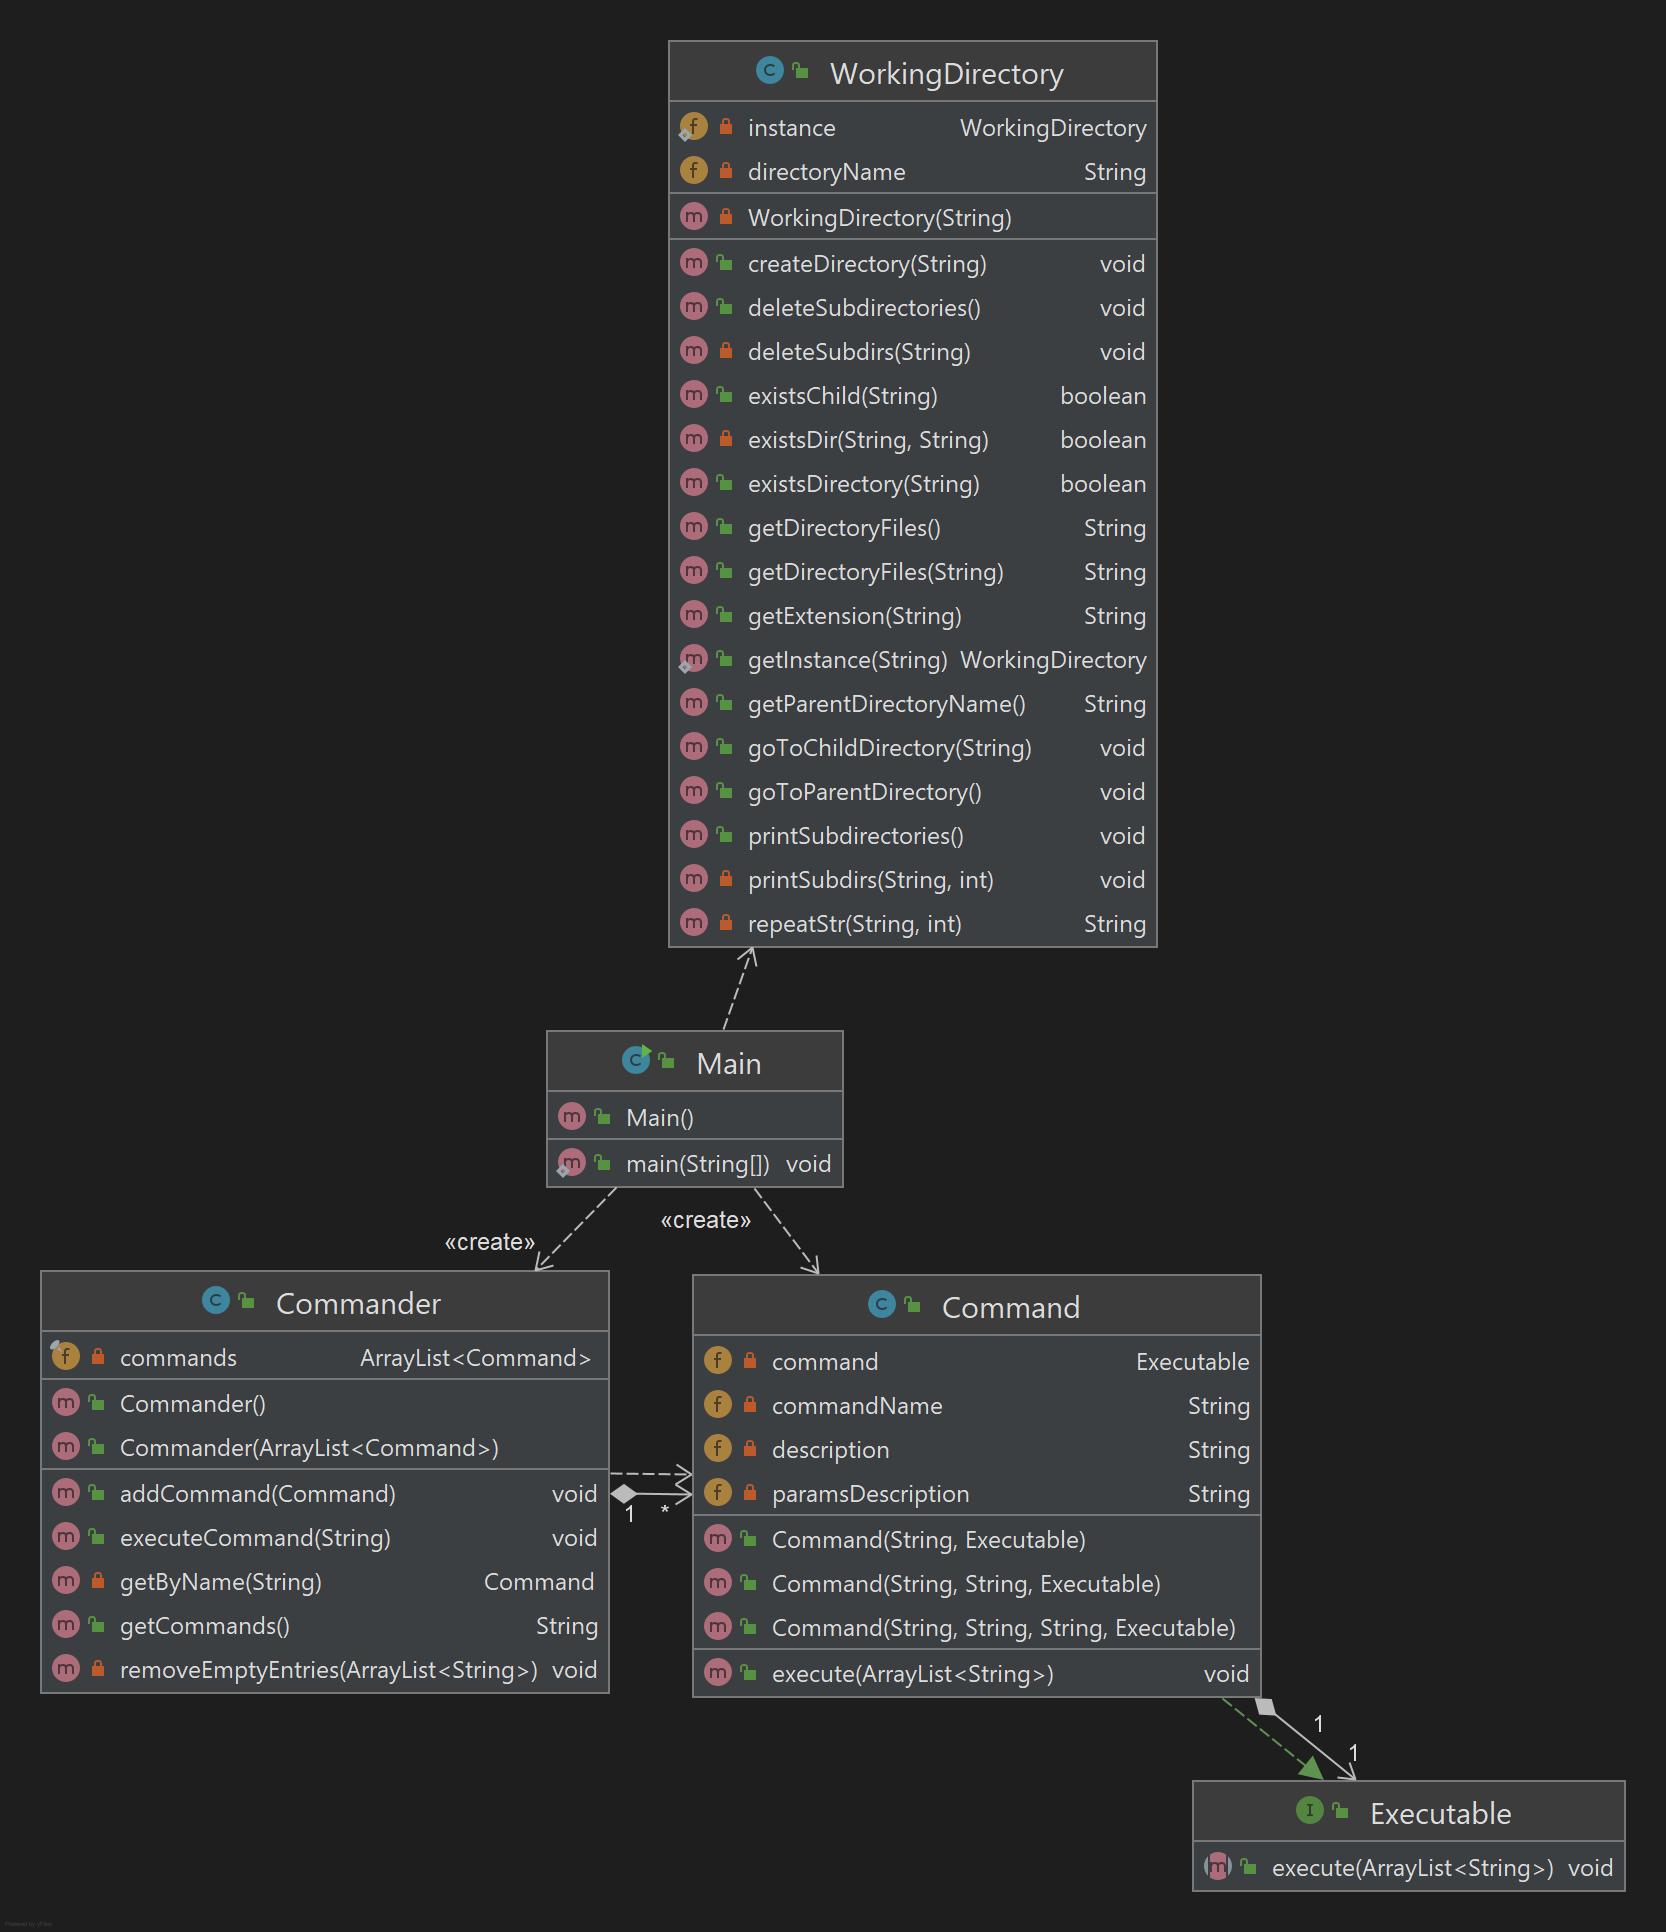 WorkingDirectory
instance WorkingDirectory
directoryName String
WorkingDirectory(String)
createDirectory(String) void
deleteSubdirectories() void
deleteSubdirs(String) void
existsChild(String) boolean
existsDir(String, String) boolean
existsDirectory(String) boolean
getDirectoryFiles() String
getDirectoryFiles(String) String
getExtension(String) String
getInstance(String) WorkingDirectory
getParentDirectoryName() String
goToChildDirectory(String) void
goToParentDirectory() void
printSubdirectories() void
printSubdirs(String, int) void
repeatStr(String, int) String
Main
Main()
main(String[]) void
«create»
«create»
Commander
commands ArrayList<Command>
Commander()
Commander(ArrayList<Command>)
addCommand(Command) void
executeCommand(String) void
getByName(String) Command
getCommands() String
removeEmptyEntries(ArrayList<String>) void
1 *
Command
command Executable
commandName String
description String
paramsDescription String
Command(String, Executable)
Command(String, String, Executable)
Command(String, String, String, Executable)
execute(ArrayList<String>) void
1
1
Executable
execute(ArrayList<String>) void
Powered by yFiles